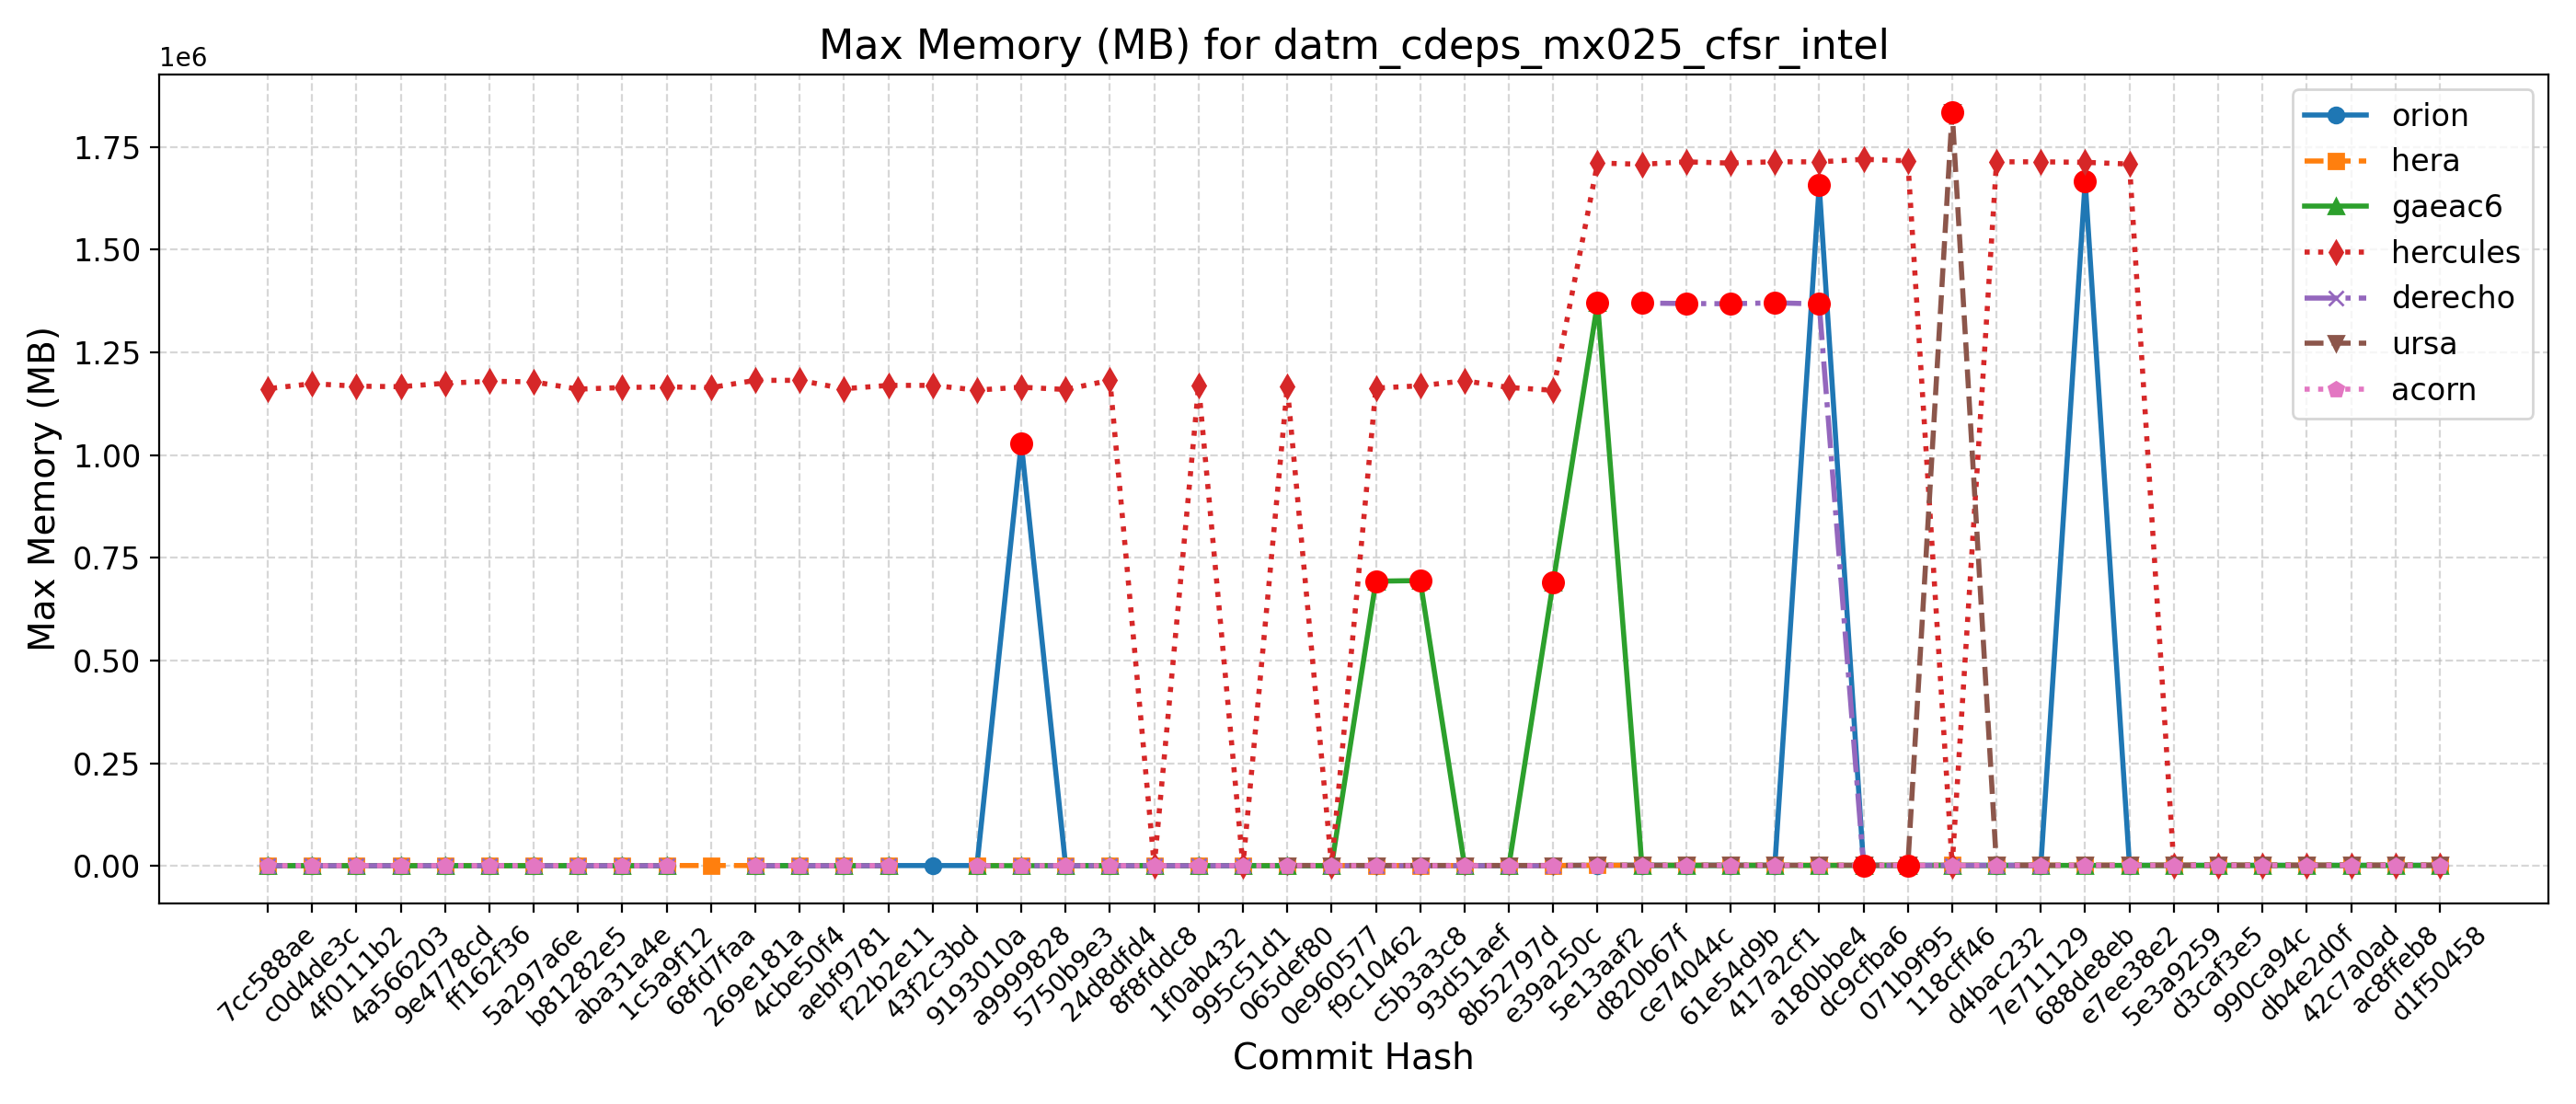 Max Memory (MB) for datm_cdeps_mx025_cfsr_intel
1e6
1.75
1.50
1.25
1.00
0.75
0.50
0.25
0.00
Max Memory (MB)
orion
hera
gaeac6
hercules
derecho
ursa
acorn
7cc588ae
c0d4de3c
4f0111b2
4a566203
9e4778cd
ff162f36
5a297a6e
b81282e5
aba31a4e
1c5a9f12
68fd7faa
269e181a
4cbe50f4
aebf9781
f22b2e11
43f2c3bd
9193010a
a9999828
5750b9e3
24d8dfd4
8f8fddc8
1f0ab432
995c51d1
065def80
0e960577
f9c10462
c5b3a3c8
93d51aef
8b52797d
e39a250c
5e13aaf2
d820b67f
ce74044c
61e54d9b
417a2cf1
a180bbe4
dc9cfba6
071b9f95
118cff46
d4bac232
7e711129
688de8eb
e7ee38e2
5e3a9259
d3caf3e5
990ca94c
db4e2d0f
42c7a0ad
ac8ffeb8
d1f50458
Commit Hash